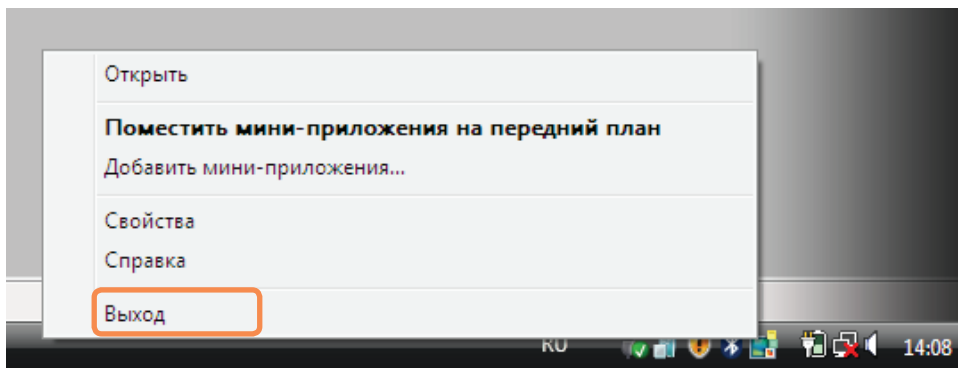 Открыть
Поместить мини-приложения на передний план
Добавить мини-приложения...
Свойства
Справка
Выход
RU 14:08